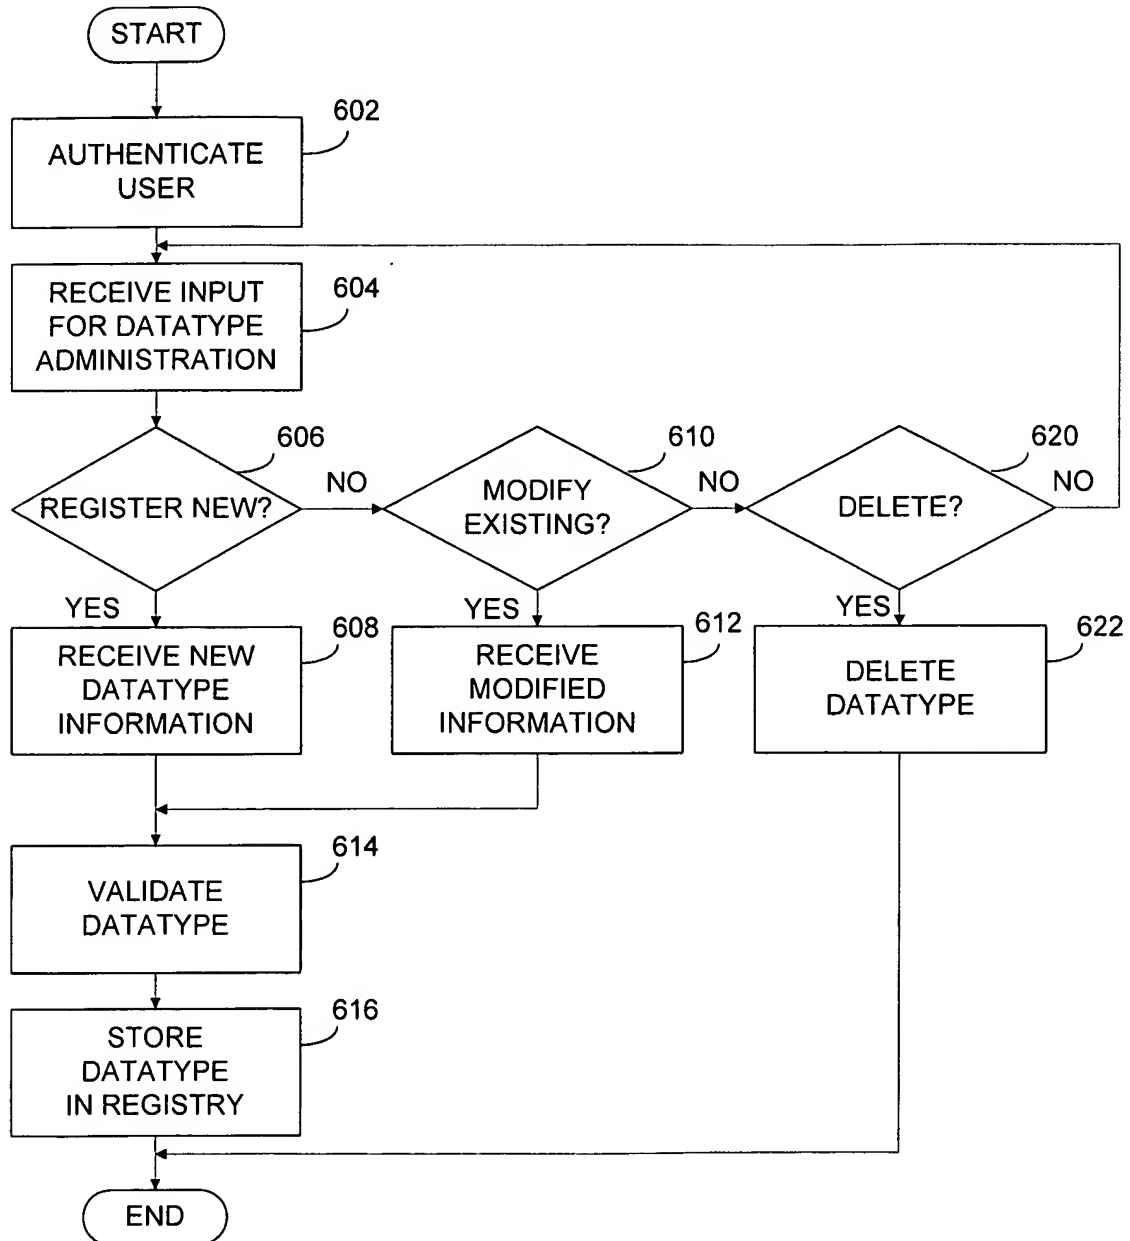 START
602
AUTHENTICATE
USER
RECEIVE INPUT
FOR DATATYPE
ADMINISTRATION
604
606
610
620
REGISTER NEW?
NO
MODIFY
EXISTING?
NO
DELETE?
NO
YES
YES
YES
608
612
622
RECEIVE NEW
DATATYPE
INFORMATION
RECEIVE
MODIFIED
INFORMATION
DELETE
DATATYPE
614
VALIDATE
DATATYPE
616
STORE
DATATYPE
IN REGISTRY
END